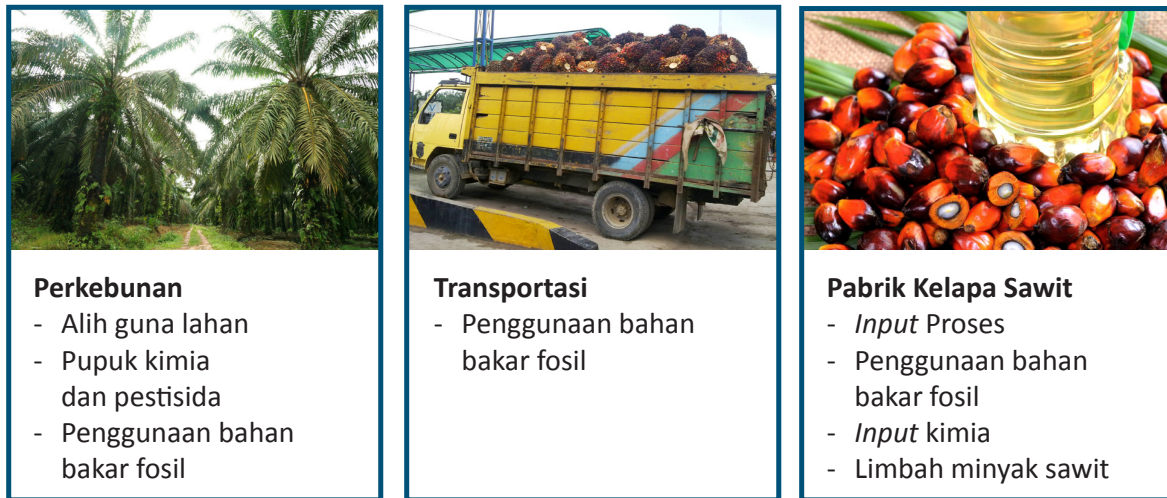 Perkebunan
- Alih guna lahan
- Pupuk kimia
dan pestisida
- Penggunaan bahan
bakar fosil
Transportasi
- Penggunaan bahan
bakar fosil
Pabrik Kelapa Sawit
- Input Proses
- Penggunaan bahan
bakar fosil
- Input kimia
- Limbah minyak sawit